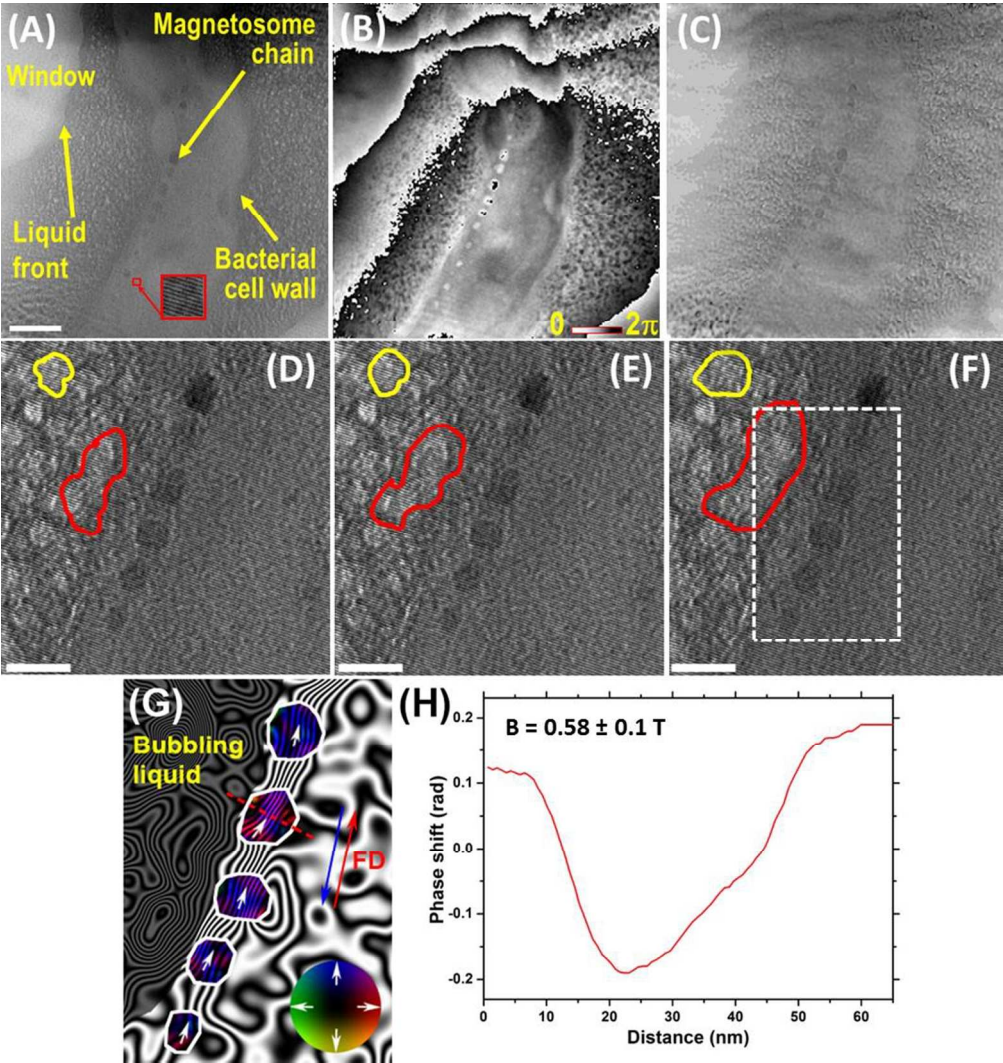 (A)
Magnetosome
chain
Window
Liquid
front
Bacterial
cell wall
(B)
0
2π
(C)
(D)
(E)
(F)
(G)
Bubbling
liquid
FD
(H)
B = 0.58 ± 0.1 T
Phase shift (rad)
0.2
0.1
0.0
-0.1
-0.2
0 10 20 30 40 50 60
Distance (nm)